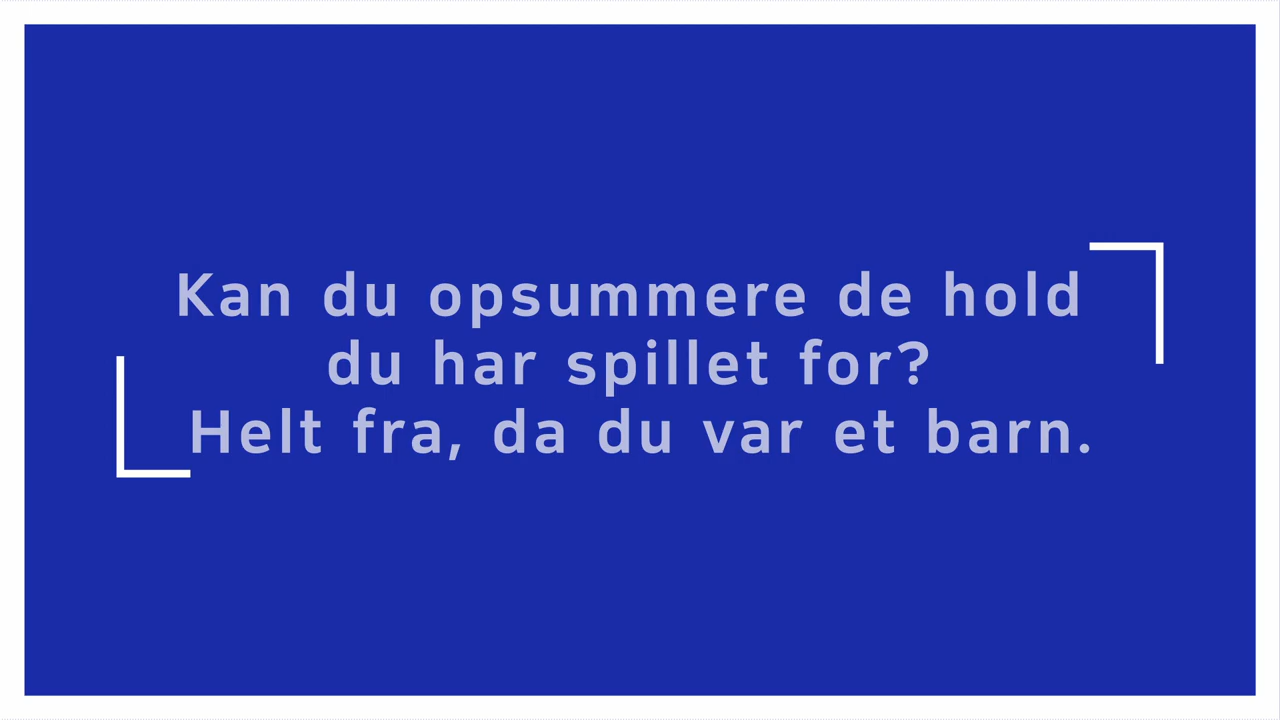 Kan du opsummere de hold
du har spillet for?
Helt fra, da du var et barn.